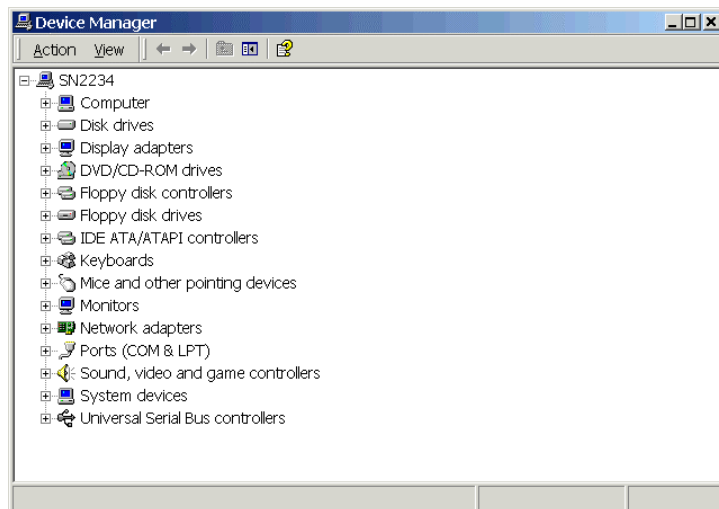 Device Manager
Action View
SN2234
Computer
Disk drives
Display adapters
DVD/CD-ROM drives
Floppy disk controllers
Floppy disk drives
IDE ATA/ATAPI controllers
Keyboards
Mice and other pointing devices
Monitors
Network adapters
Ports (COM & LPT)
Sound, video and game controllers
System devices
Universal Serial Bus controllers